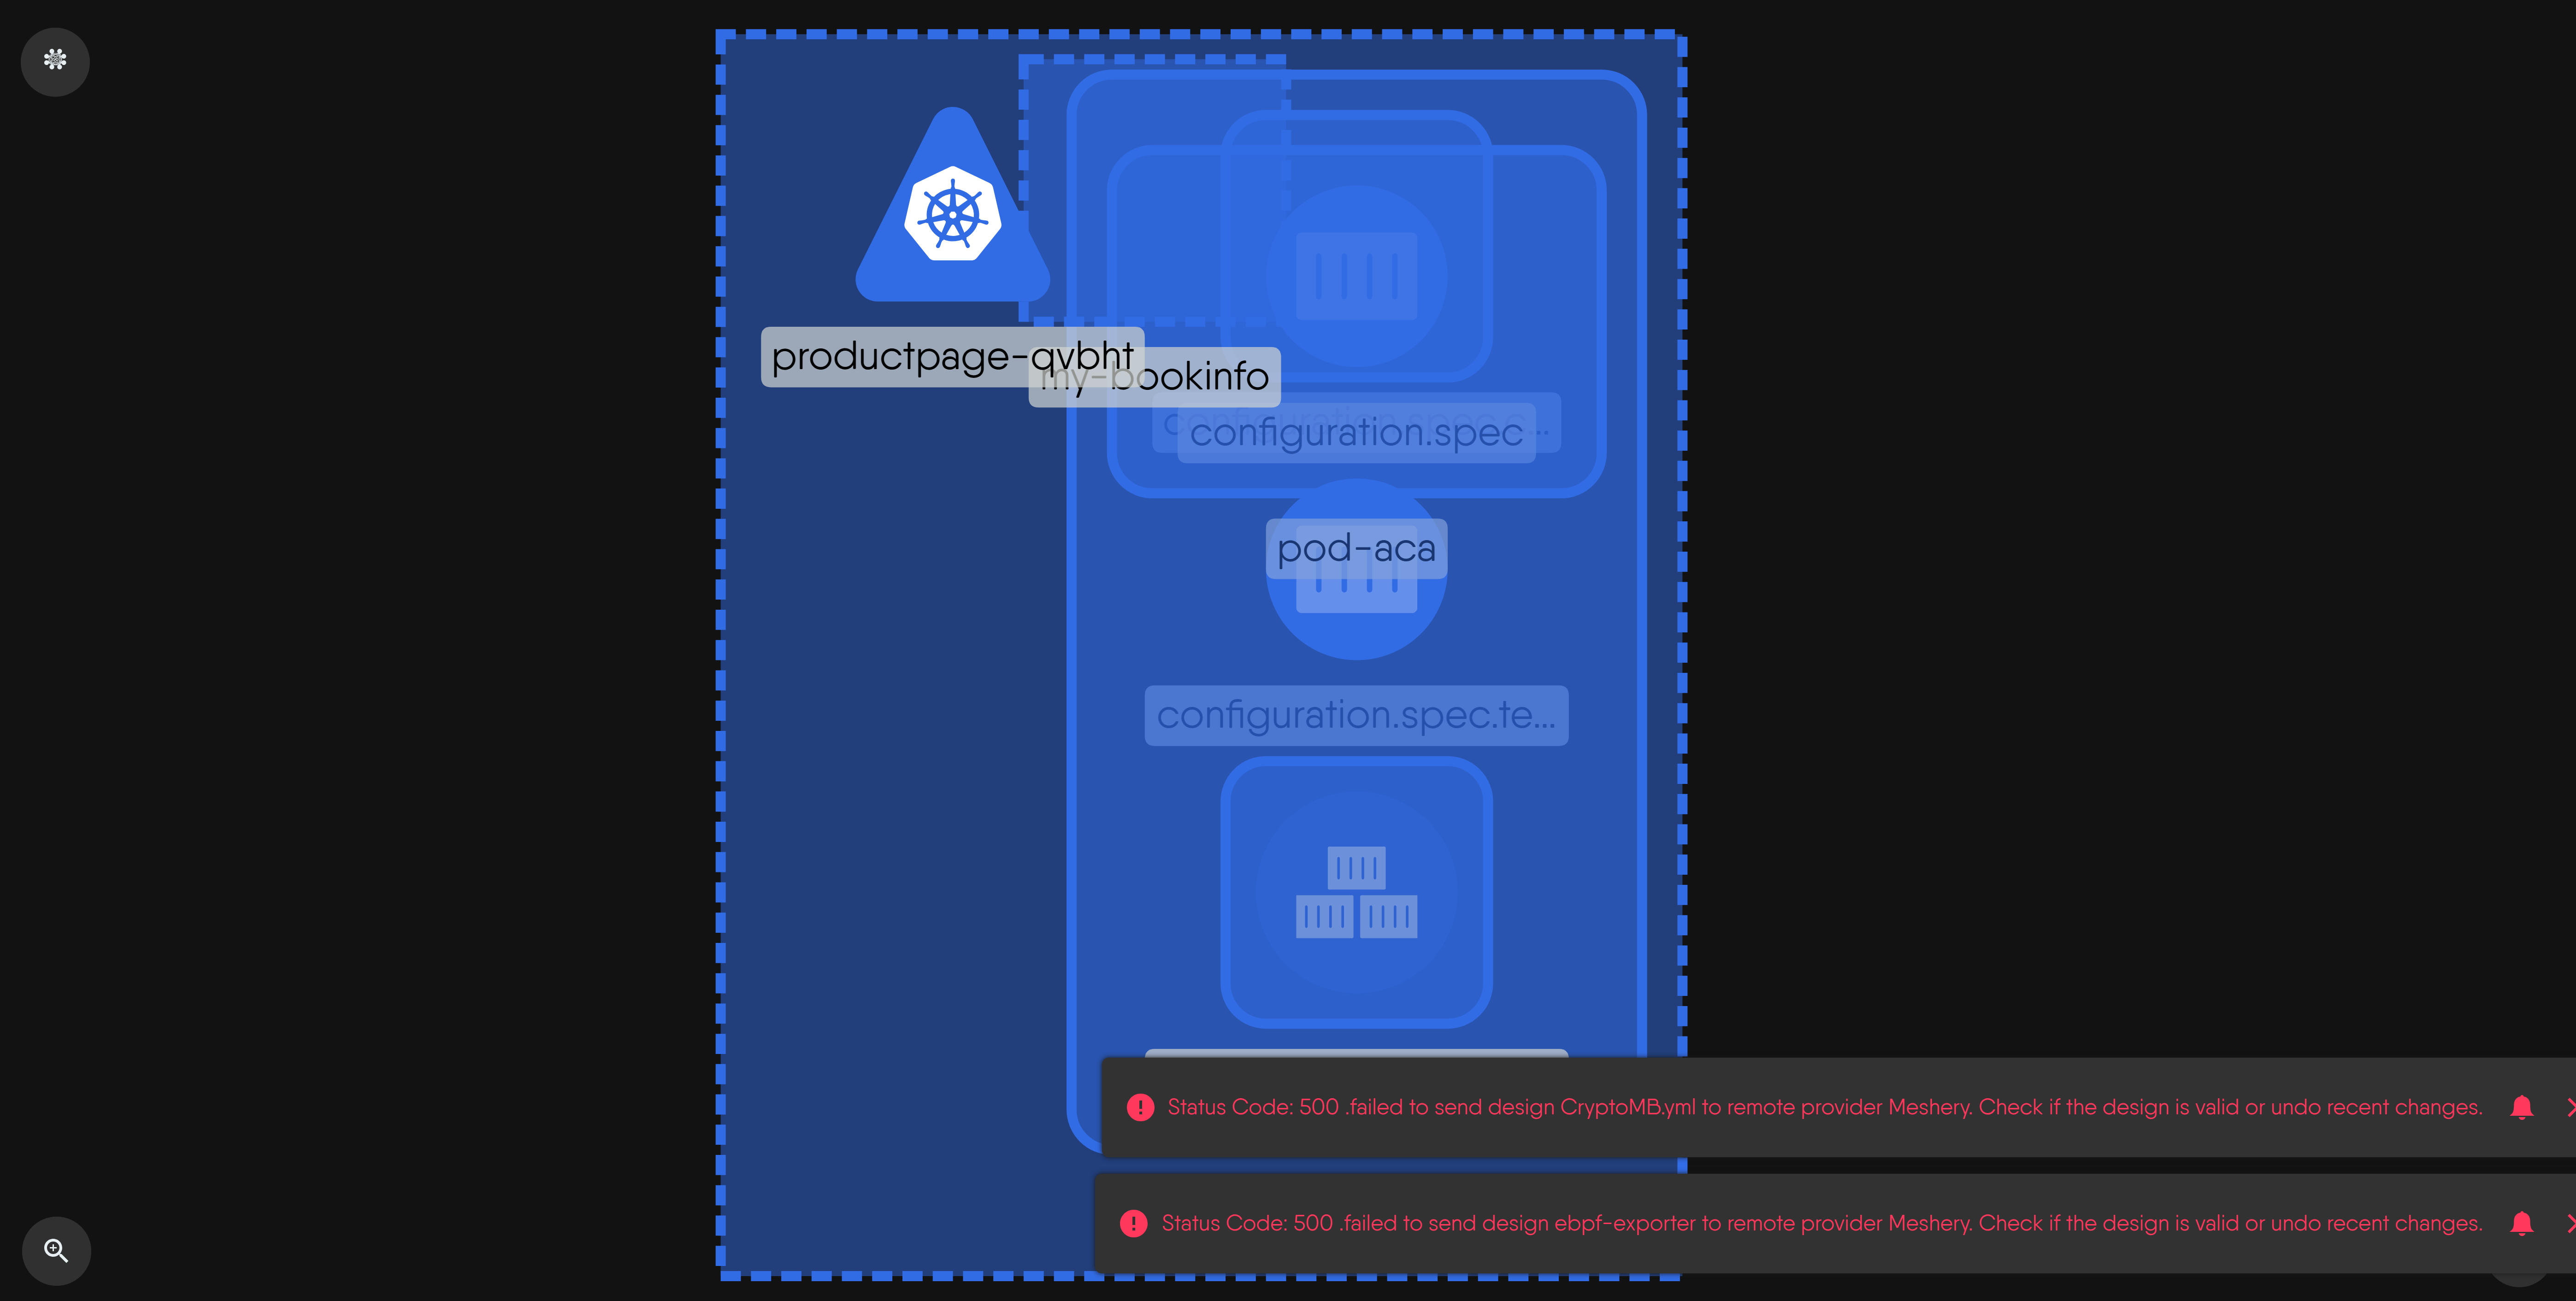 productpage-qvbht
my-bookinfo
configuration.spec...
configuration.spec
pod-aca
configuration.spec.te...
Status Code: 500 .failed to send design CryptoMB.yml to remote provider Meshery. Check if the design is valid or undo recent changes.
Status Code: 500 .failed to send design ebpf-exporter to remote provider Meshery. Check if the design is valid or undo recent changes.